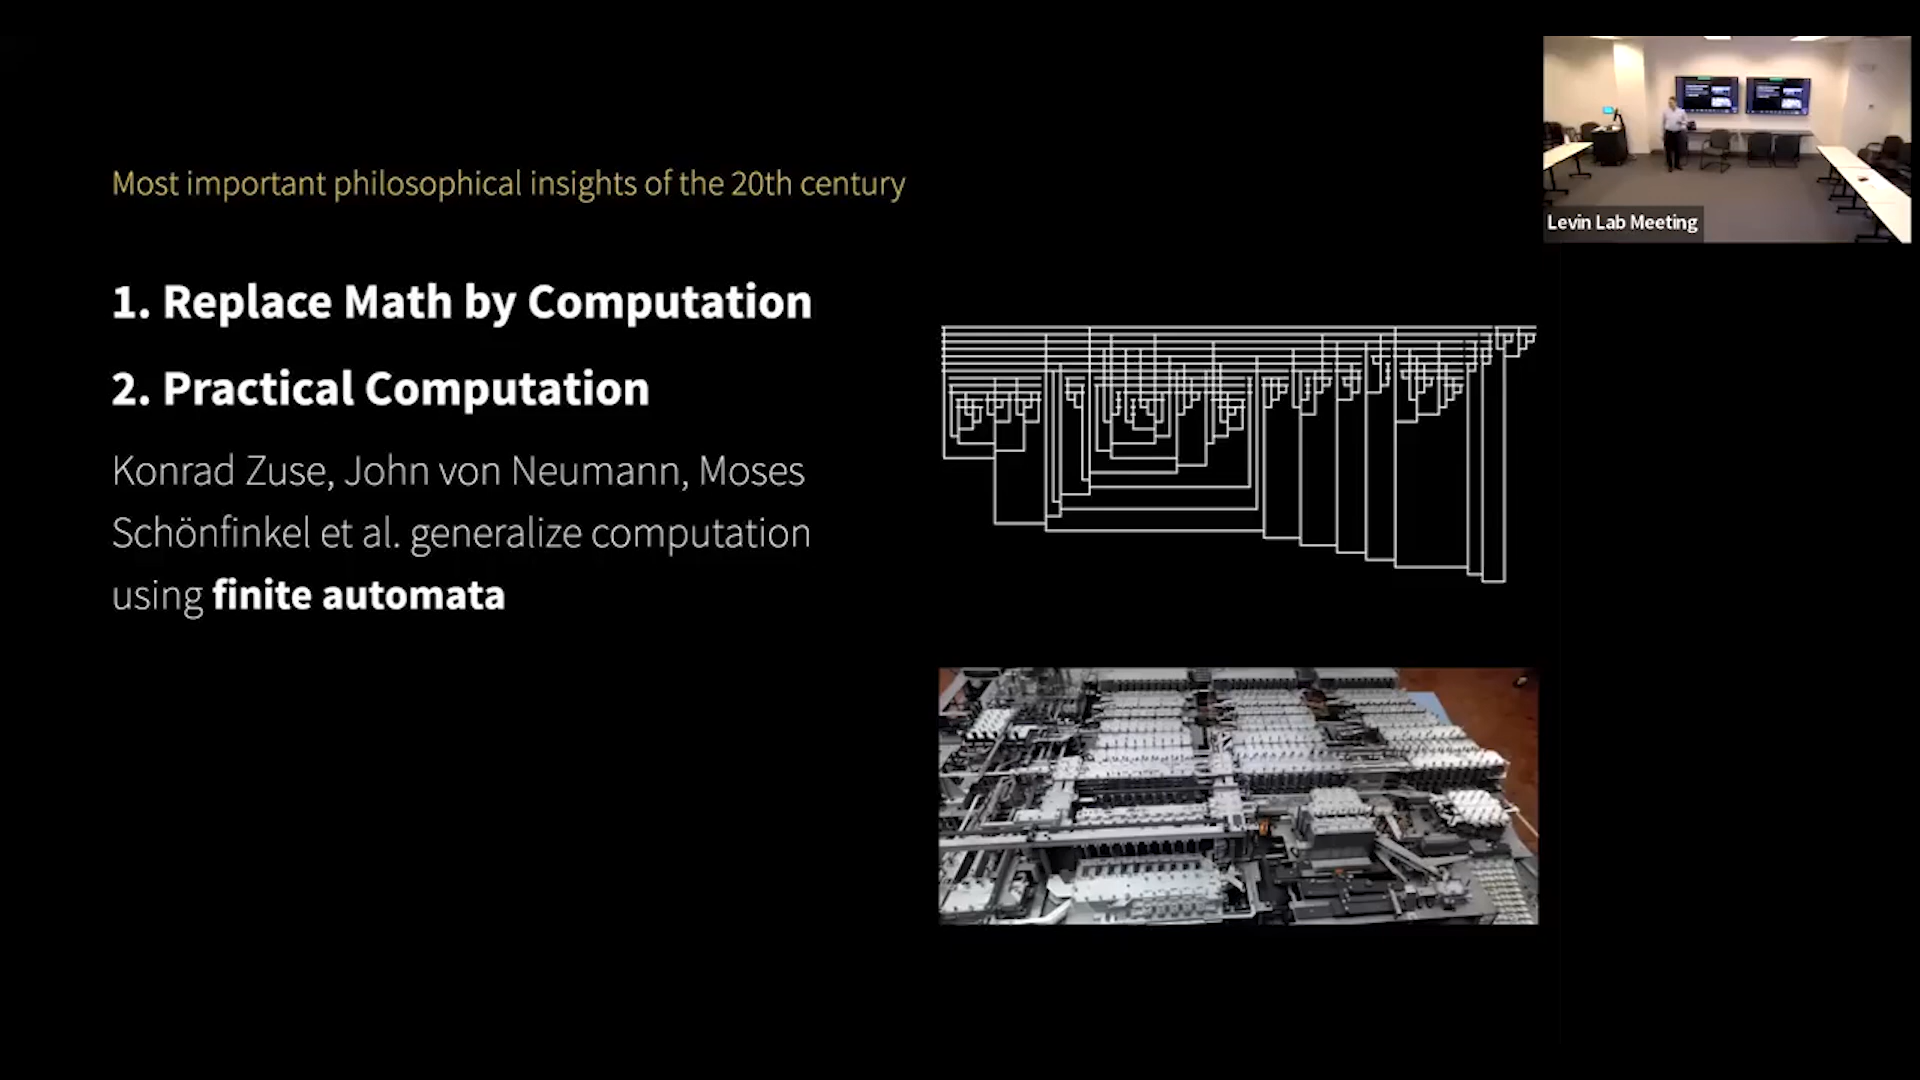 Most important philosophical insights of the 20th century
1. Replace Math by Computation
2. Practical Computation
Konrad Zuse, John von Neumann, Moses
Schönfinkel et al. generalize computation
using finite automata
Levin Lab Meeting